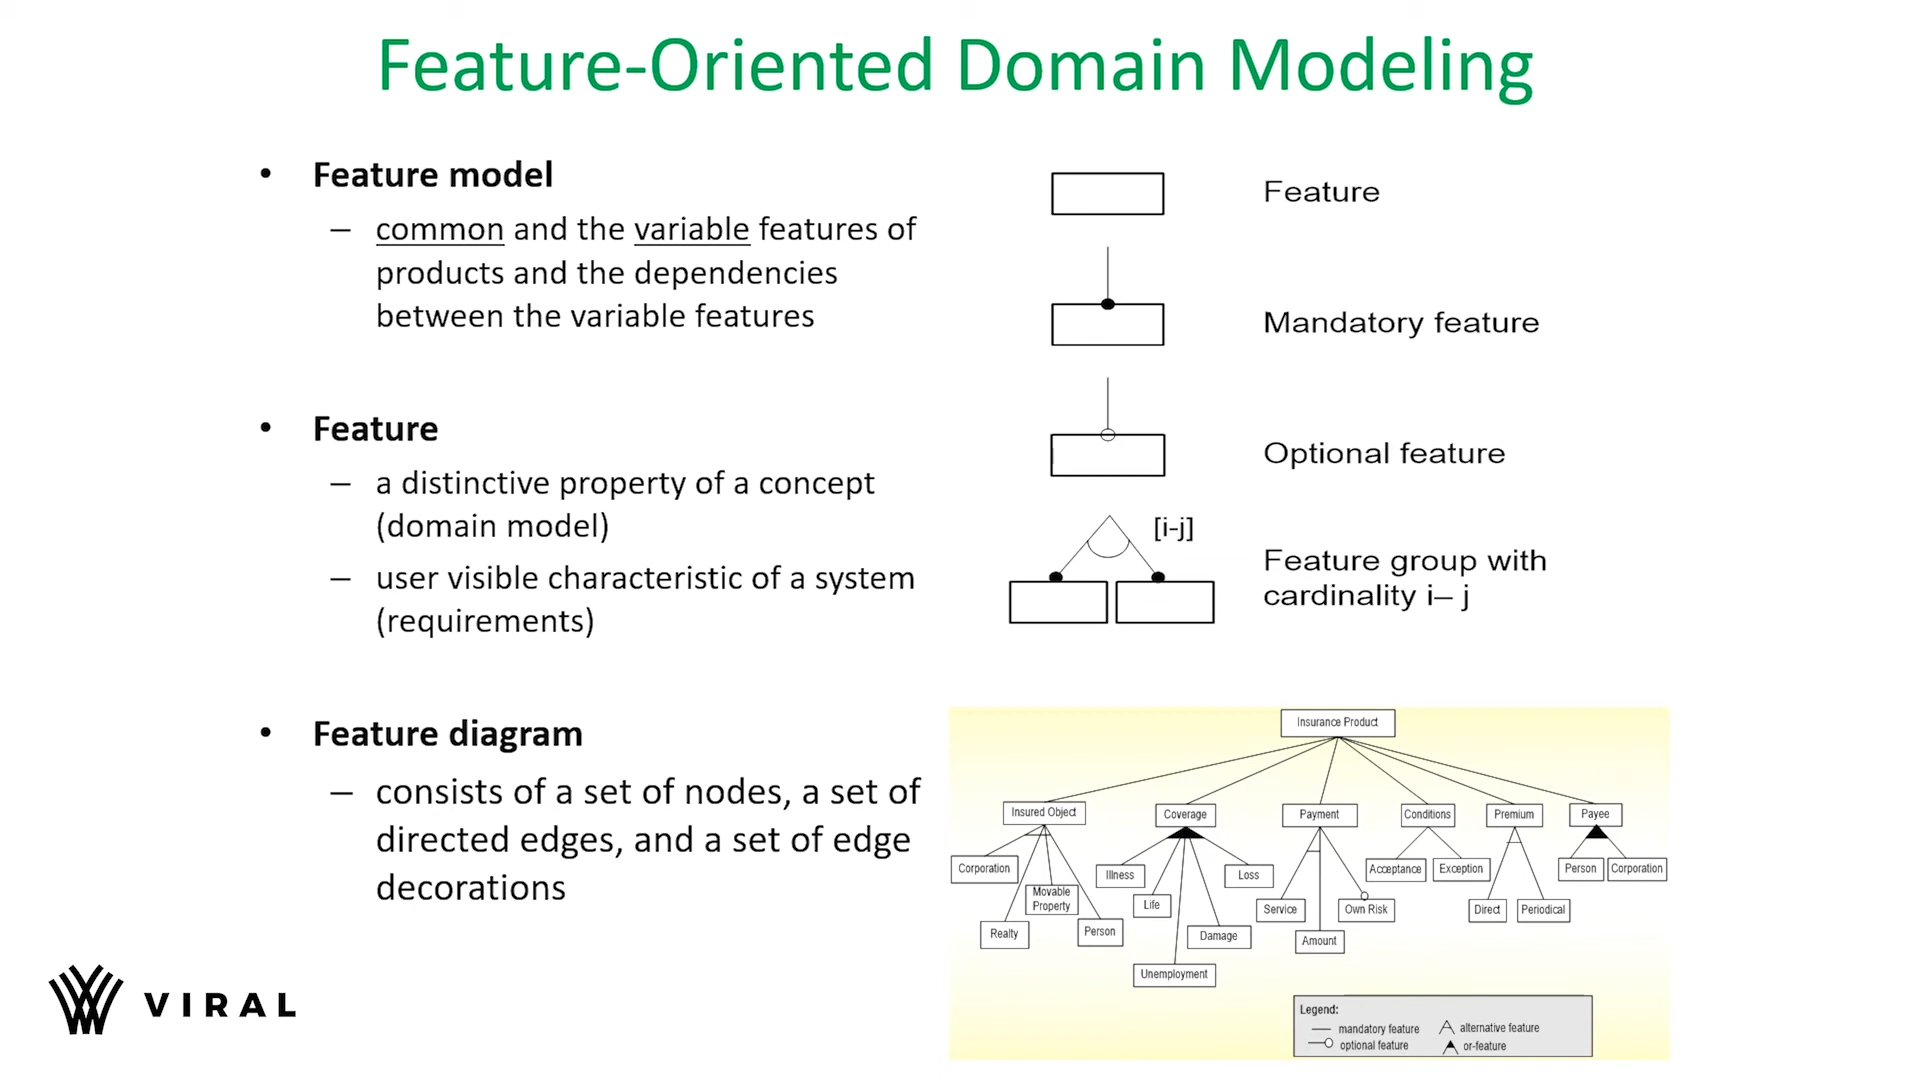 Feature-Oriented Domain Modeling
• Feature model
– common and the variable features of
products and the dependencies
between the variable features
• Feature
– a distinctive property of a concept
(domain model)
– user visible characteristic of a system
(requirements)
• Feature diagram
– consists of a set of nodes, a set of
directed edges, and a set of edge
decorations
Feature
Mandatory feature
Optional feature
[i-j]
Feature group with
cardinality i– j
Insurance Product
Insured Object
Coverage
Payment
Conditions
Premium
Payee
Corporation
Movable
Property
Realty
Person
Illness
Life
Unemployment
Damage
Loss
Service
Amount
Own Risk
Acceptance
Exception
Direct
Periodical
Person
Corporation
Legend:
mandatory feature
alternative feature
optional feature
or-feature
VIRAL